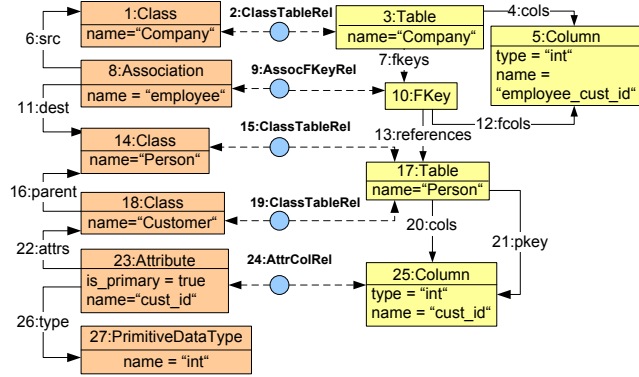 1:Class
name="Company"
2:ClassTableRel
3:Table
name="Company"
4:cols
5:Column
type = "int"
name =
"employee_cust_id"
6:src
7:fkeys
8:Association
name = "employee"
9:AssocFKeyRel
10:FKey
11:dest
12:fcols
13:references
14:Class
name="Person"
15:ClassTableRel
16:parent
17:Table
name="Person"
18:Class
name="Customer"
19:ClassTableRel
20:cols
21:pkey
22:attrs
23:Attribute
is_primary = true
name="cust_id"
24:AttrColRel
25:Column
type = "int"
name = "cust_id"
26:type
27:PrimitiveDataType
name = "int"